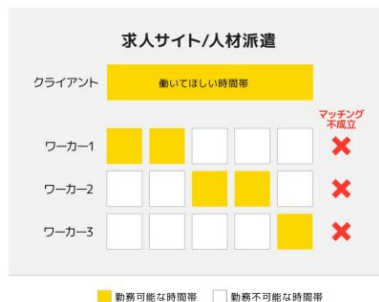 求人サイト/人材派遣
クライアント
働いてほしい時間帯
マッチング
不成立
ワーカー1
ワーカー2
ワーカー3
勤務可能な時間帯
勤務不可能な時間帯